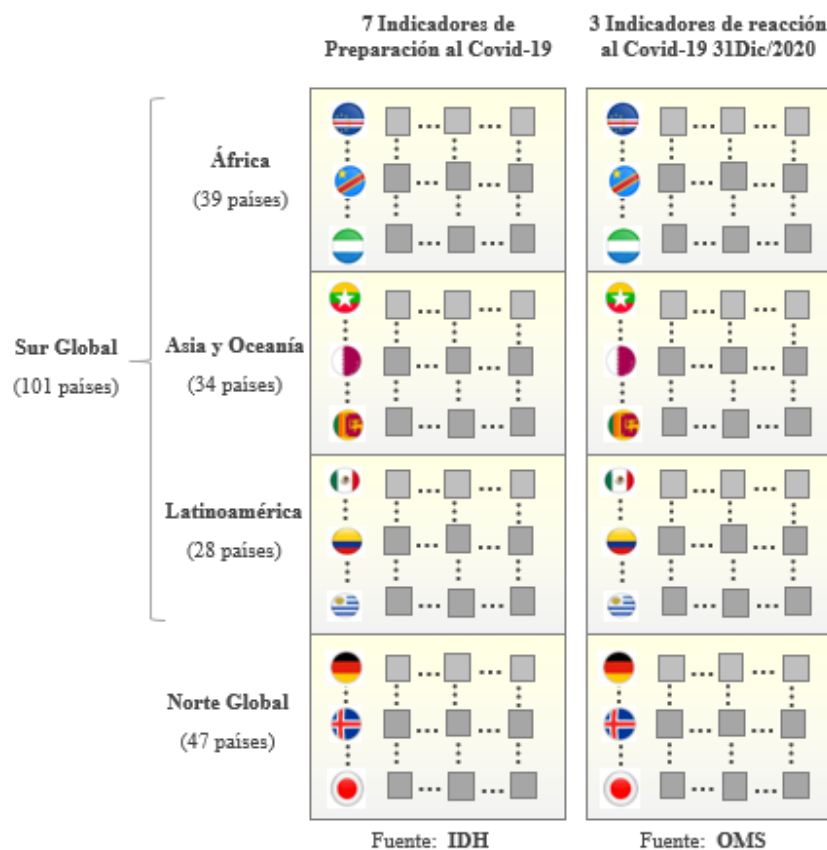 7 Indicadores de
Preparación al Covid-19
3 Indicadores de reacción
al Covid-19 31Dic/2020
África
(39 países)
Sur Global
(101 países)
Asia y Oceanía
(34 países)
Latinoamérica
(28 países)
Norte Global
(47 países)
Fuente: IDH
Fuente: OMS